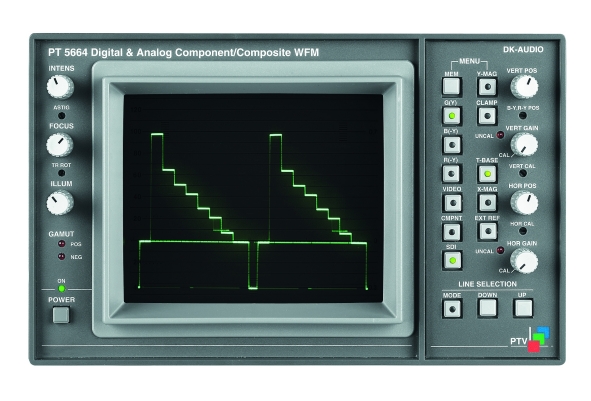 PT 5664 Digital & Analog Component/Composite WFM
DK-AUDIO
INTENS
ASTIG
FOCUS
TR ROT
ILLUM
GAMUT
POS
NEG
ON
POWER
MENU
MEM
Y-MAG
G(Y)
CLAMP
B(-Y)
UNCAL
R(-Y)
T-BASE
VIDEO
X-MAG
CMPNT
EXT REF
SDI
UNCAL
VERT POS
B-Y,R-Y POS
VERT GAIN
CAL
VERT CAL
HOR POS
HOR CAL
HOR GAIN
CAL
LINE SELECTION
MODE
DOWN
UP
PTV